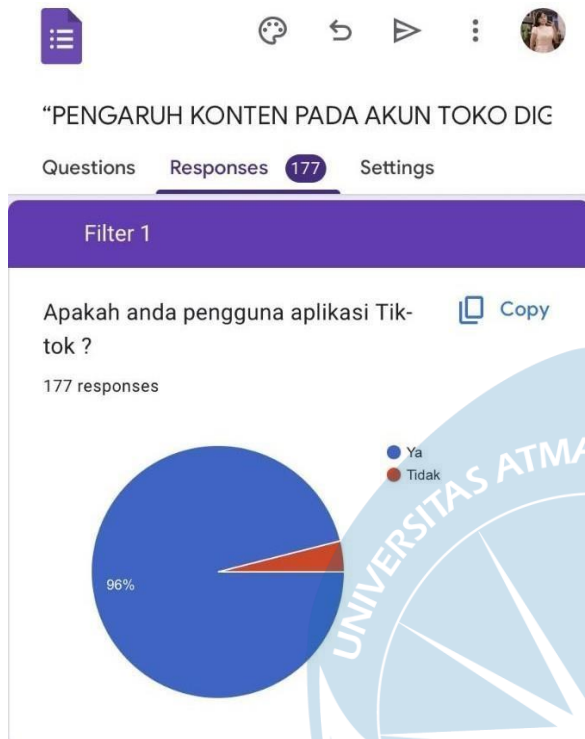 “PENGARUH KONTEN PADA AKUN TOKO DIG
Questions Responses 177 Settings
Filter 1
Apakah anda pengguna aplikasi Tik-
tok ?
Copy
177 responses
Ya
Tidak
96%
UNIVERSITAS ATMA